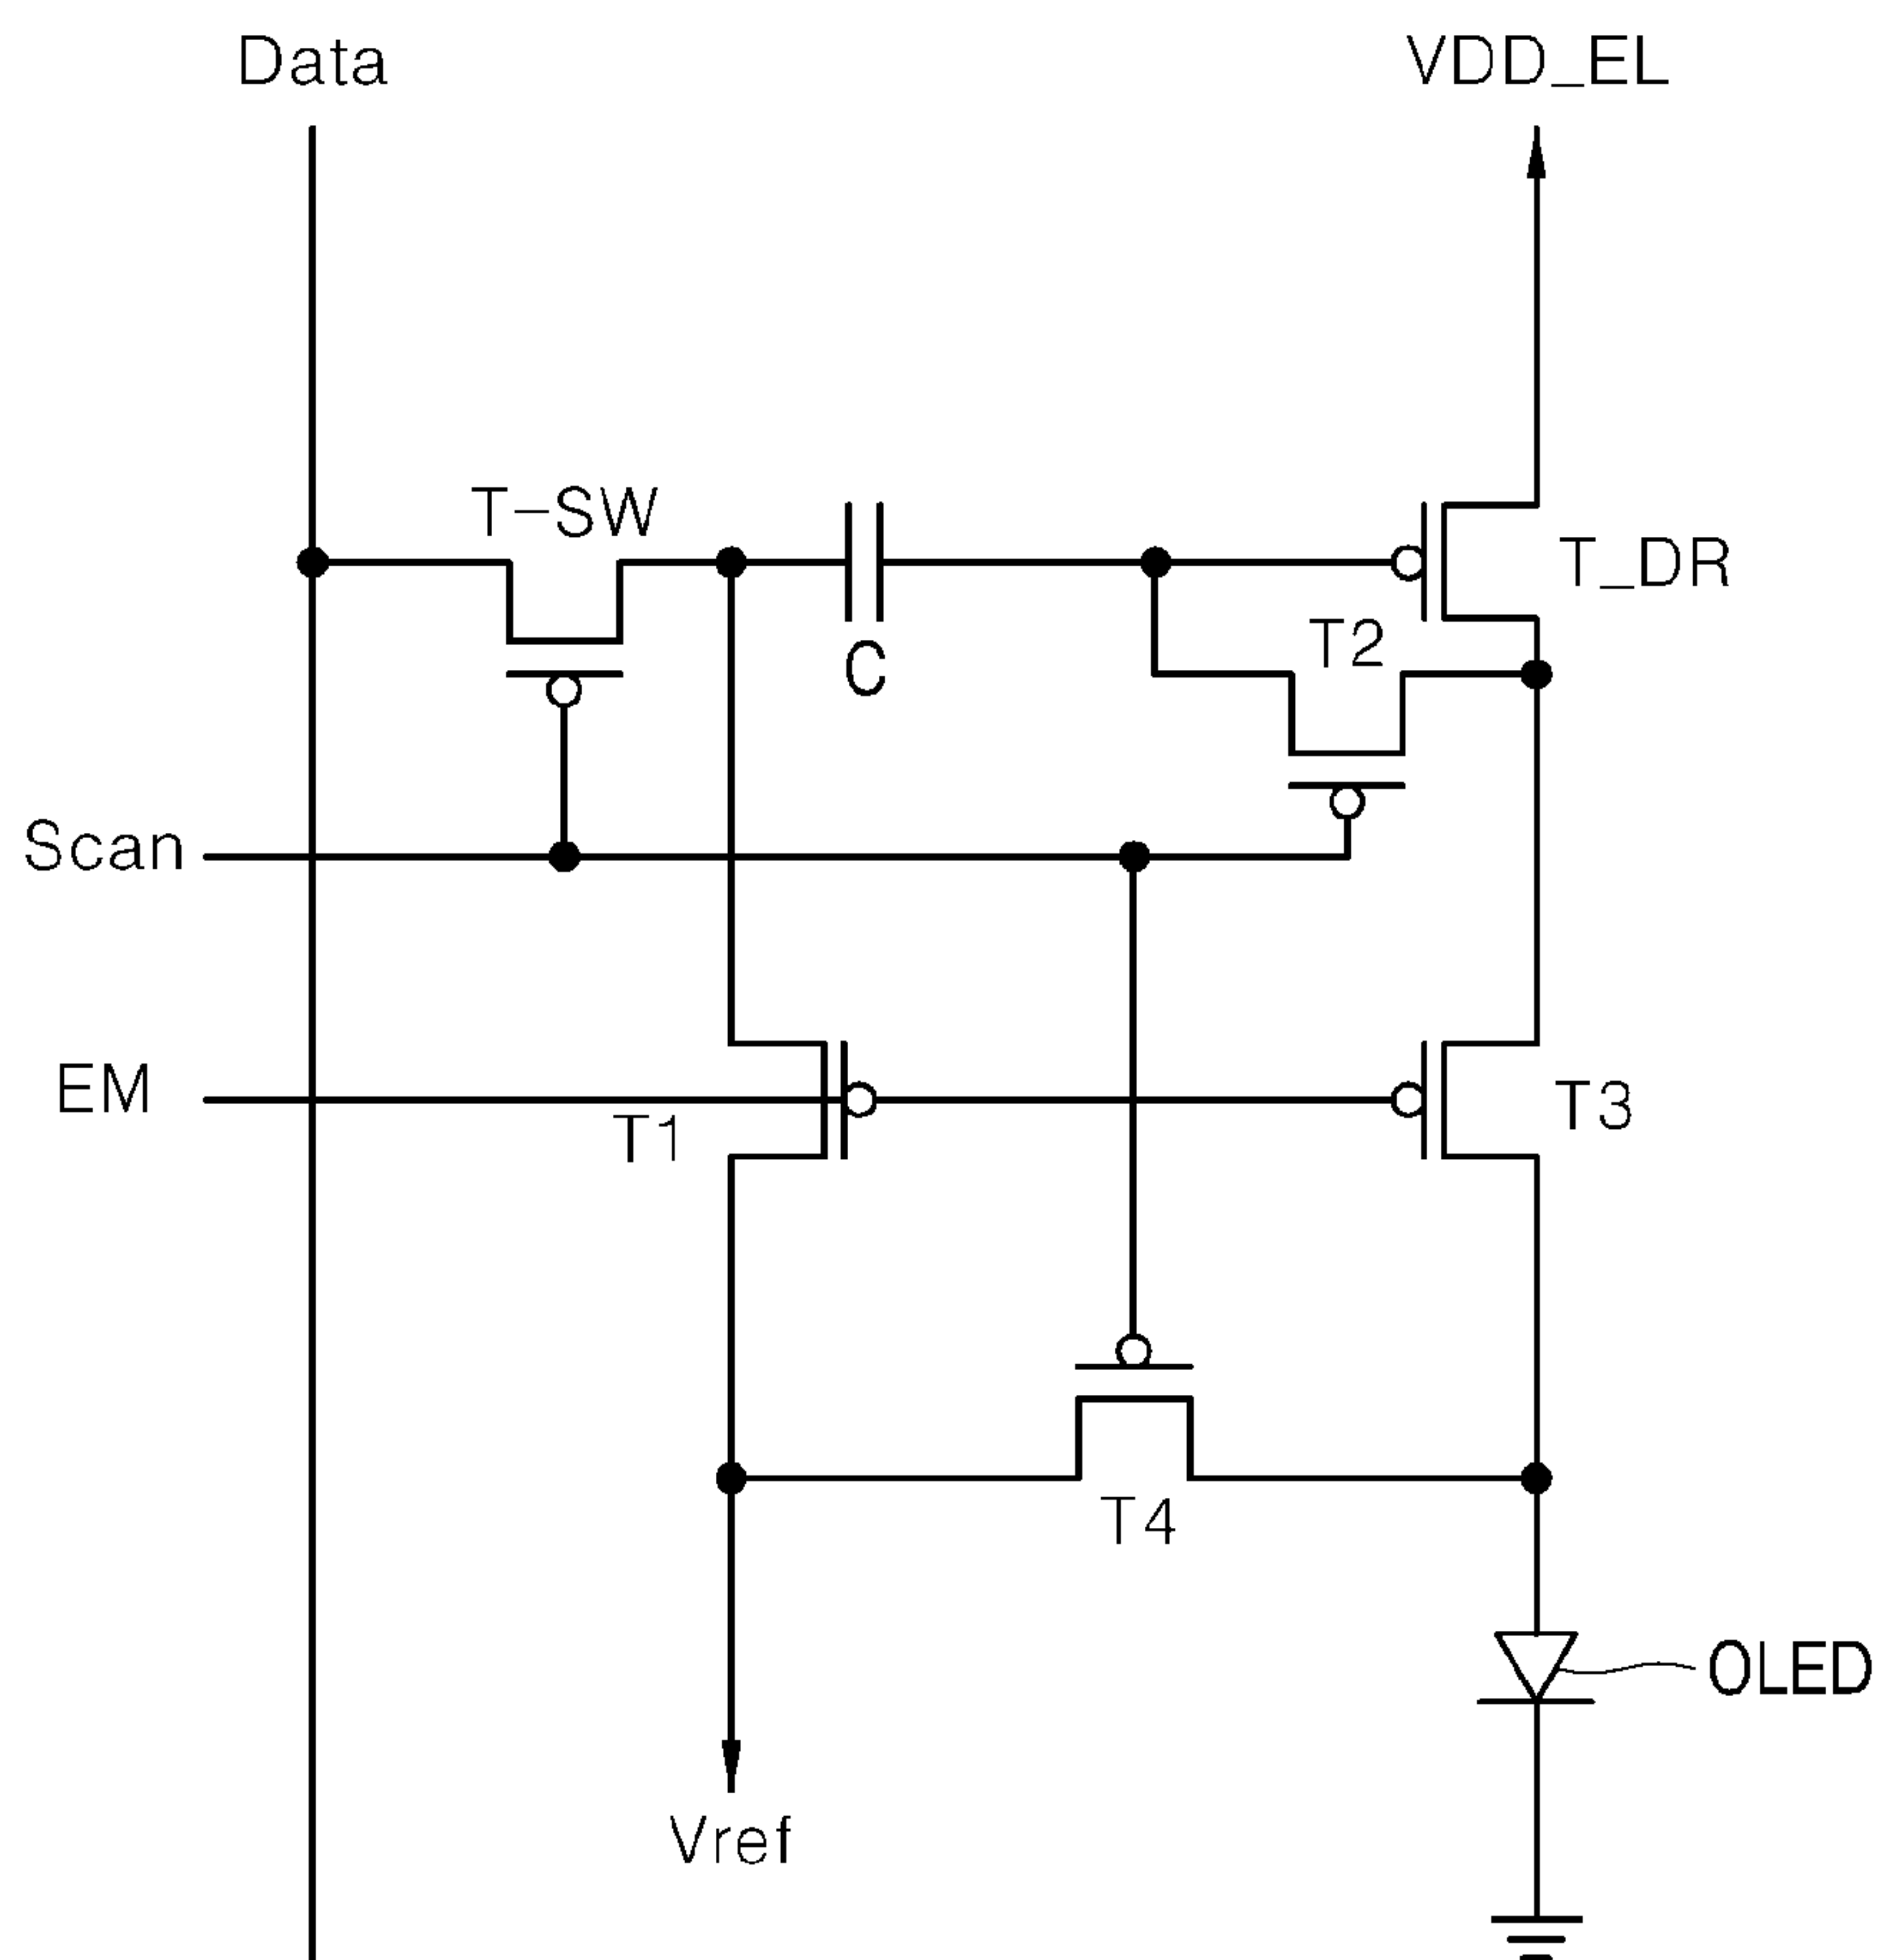 Data
VDD_EL
T-SW
T_DR
T2
C
Scan
EM
T1
T3
T4
OLED
Vref